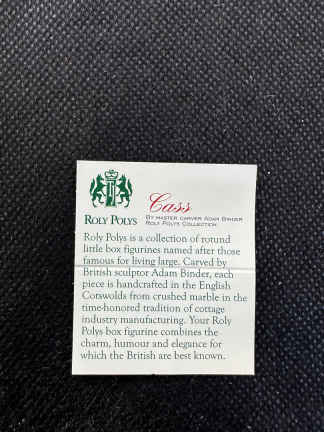 Cass
BY MASTER CARVER ADAM BINDER
ROLY POLYS COLLECTION
ROLY POLYS
Roly Polys is a collection of round
little box figurines named after those
famous for living large. Carved by
British sculptor Adam Binder, each
piece is handcrafted in the English
Cotswolds from crushed marble in the
time-honored tradition of cottage
industry manufacturing. Your Roly
Polys box figurine combines the
charm, humour and elegance for
which the British are best known.